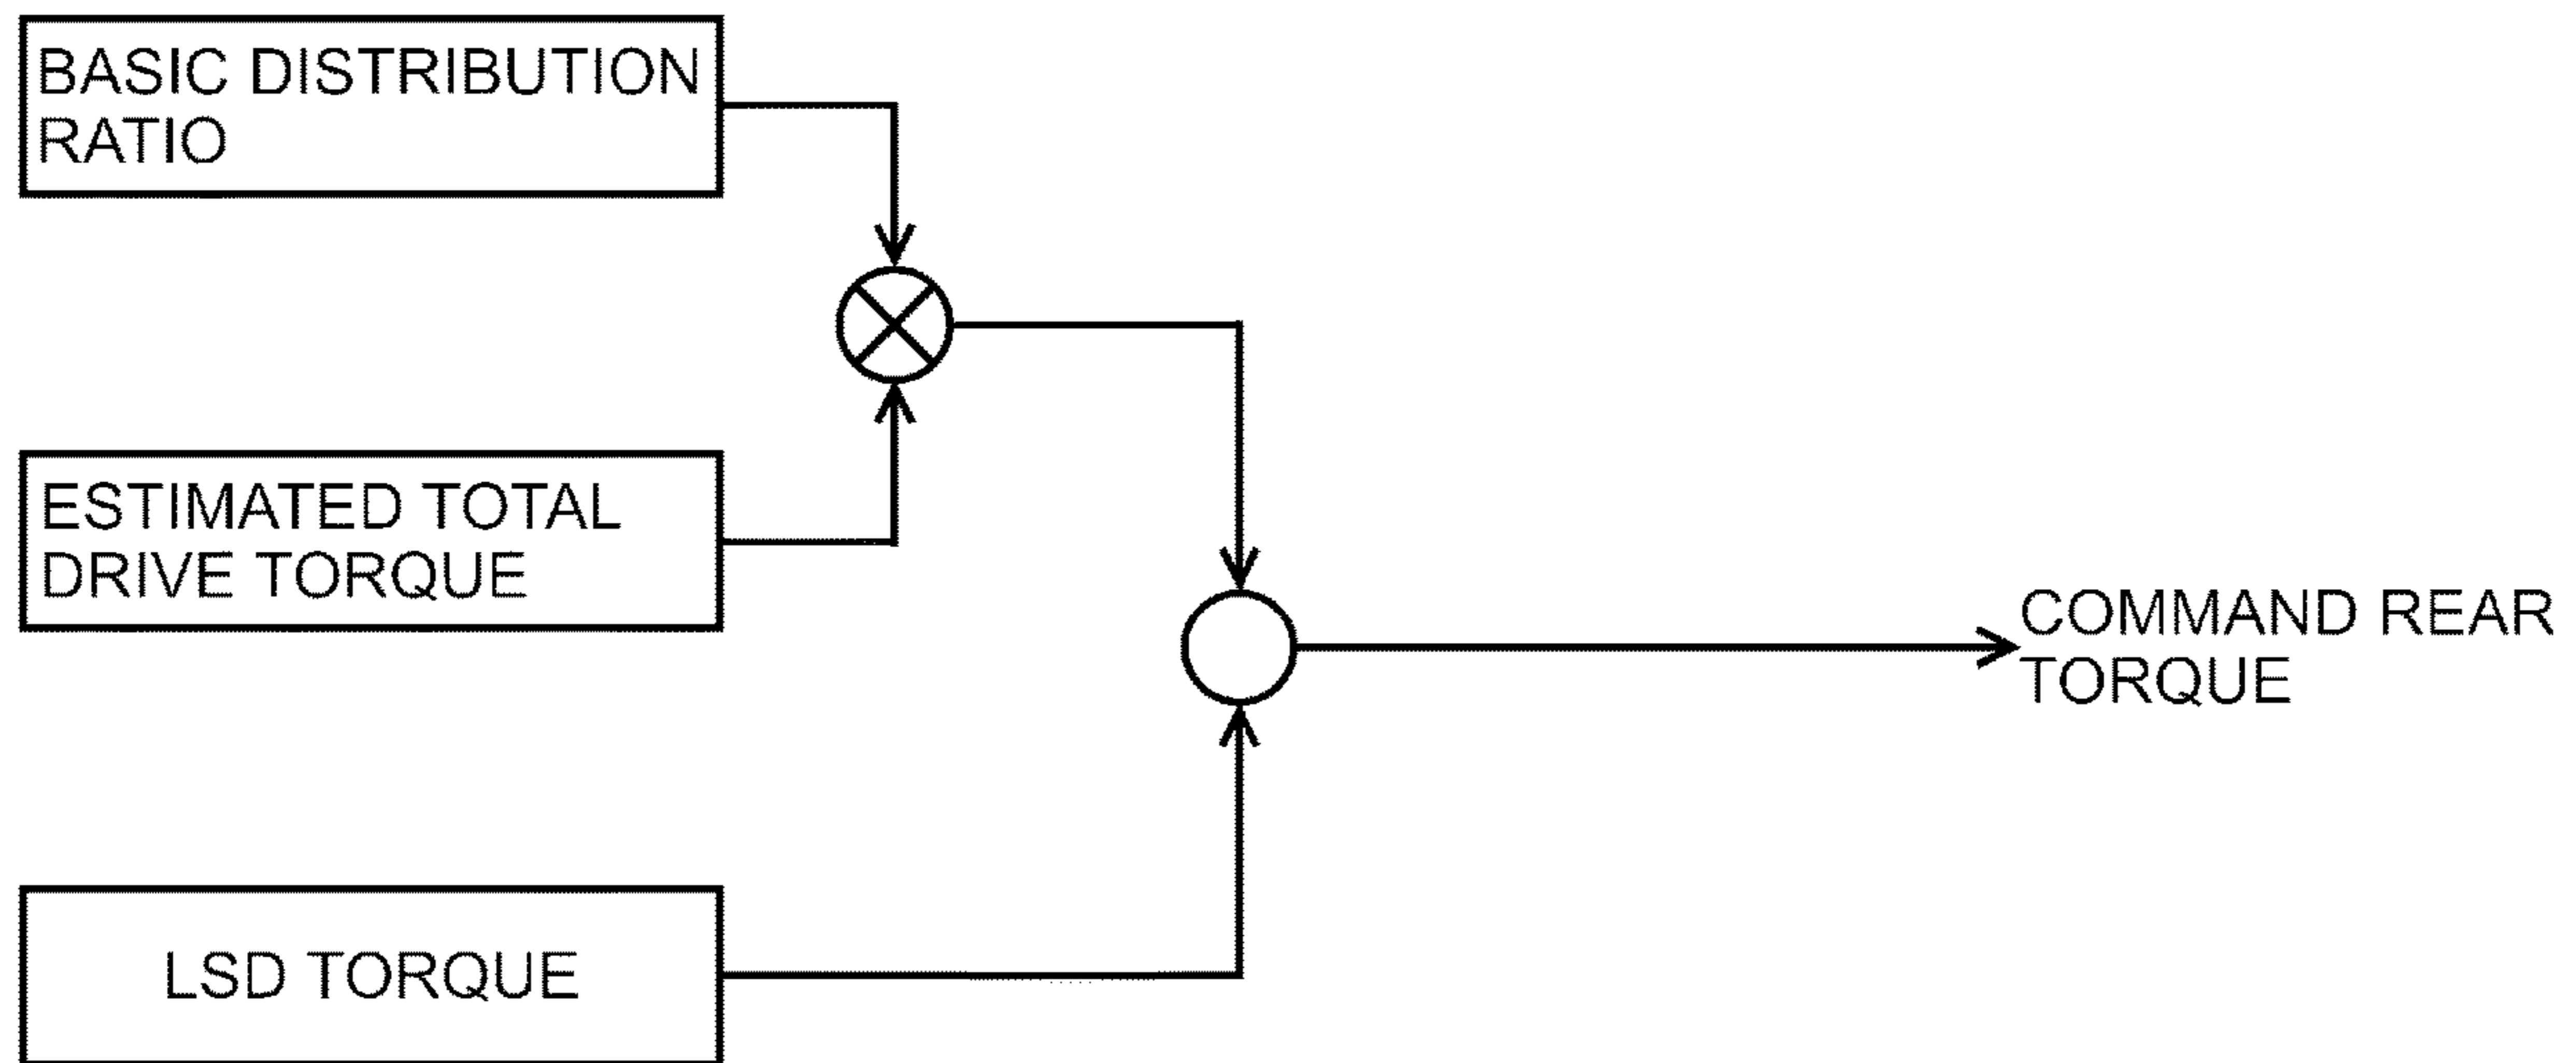 BASIC DISTRIBUTION
RATIO
ESTIMATED TOTAL
DRIVE TORQUE
COMMAND REAR
TORQUE
LSD TORQUE